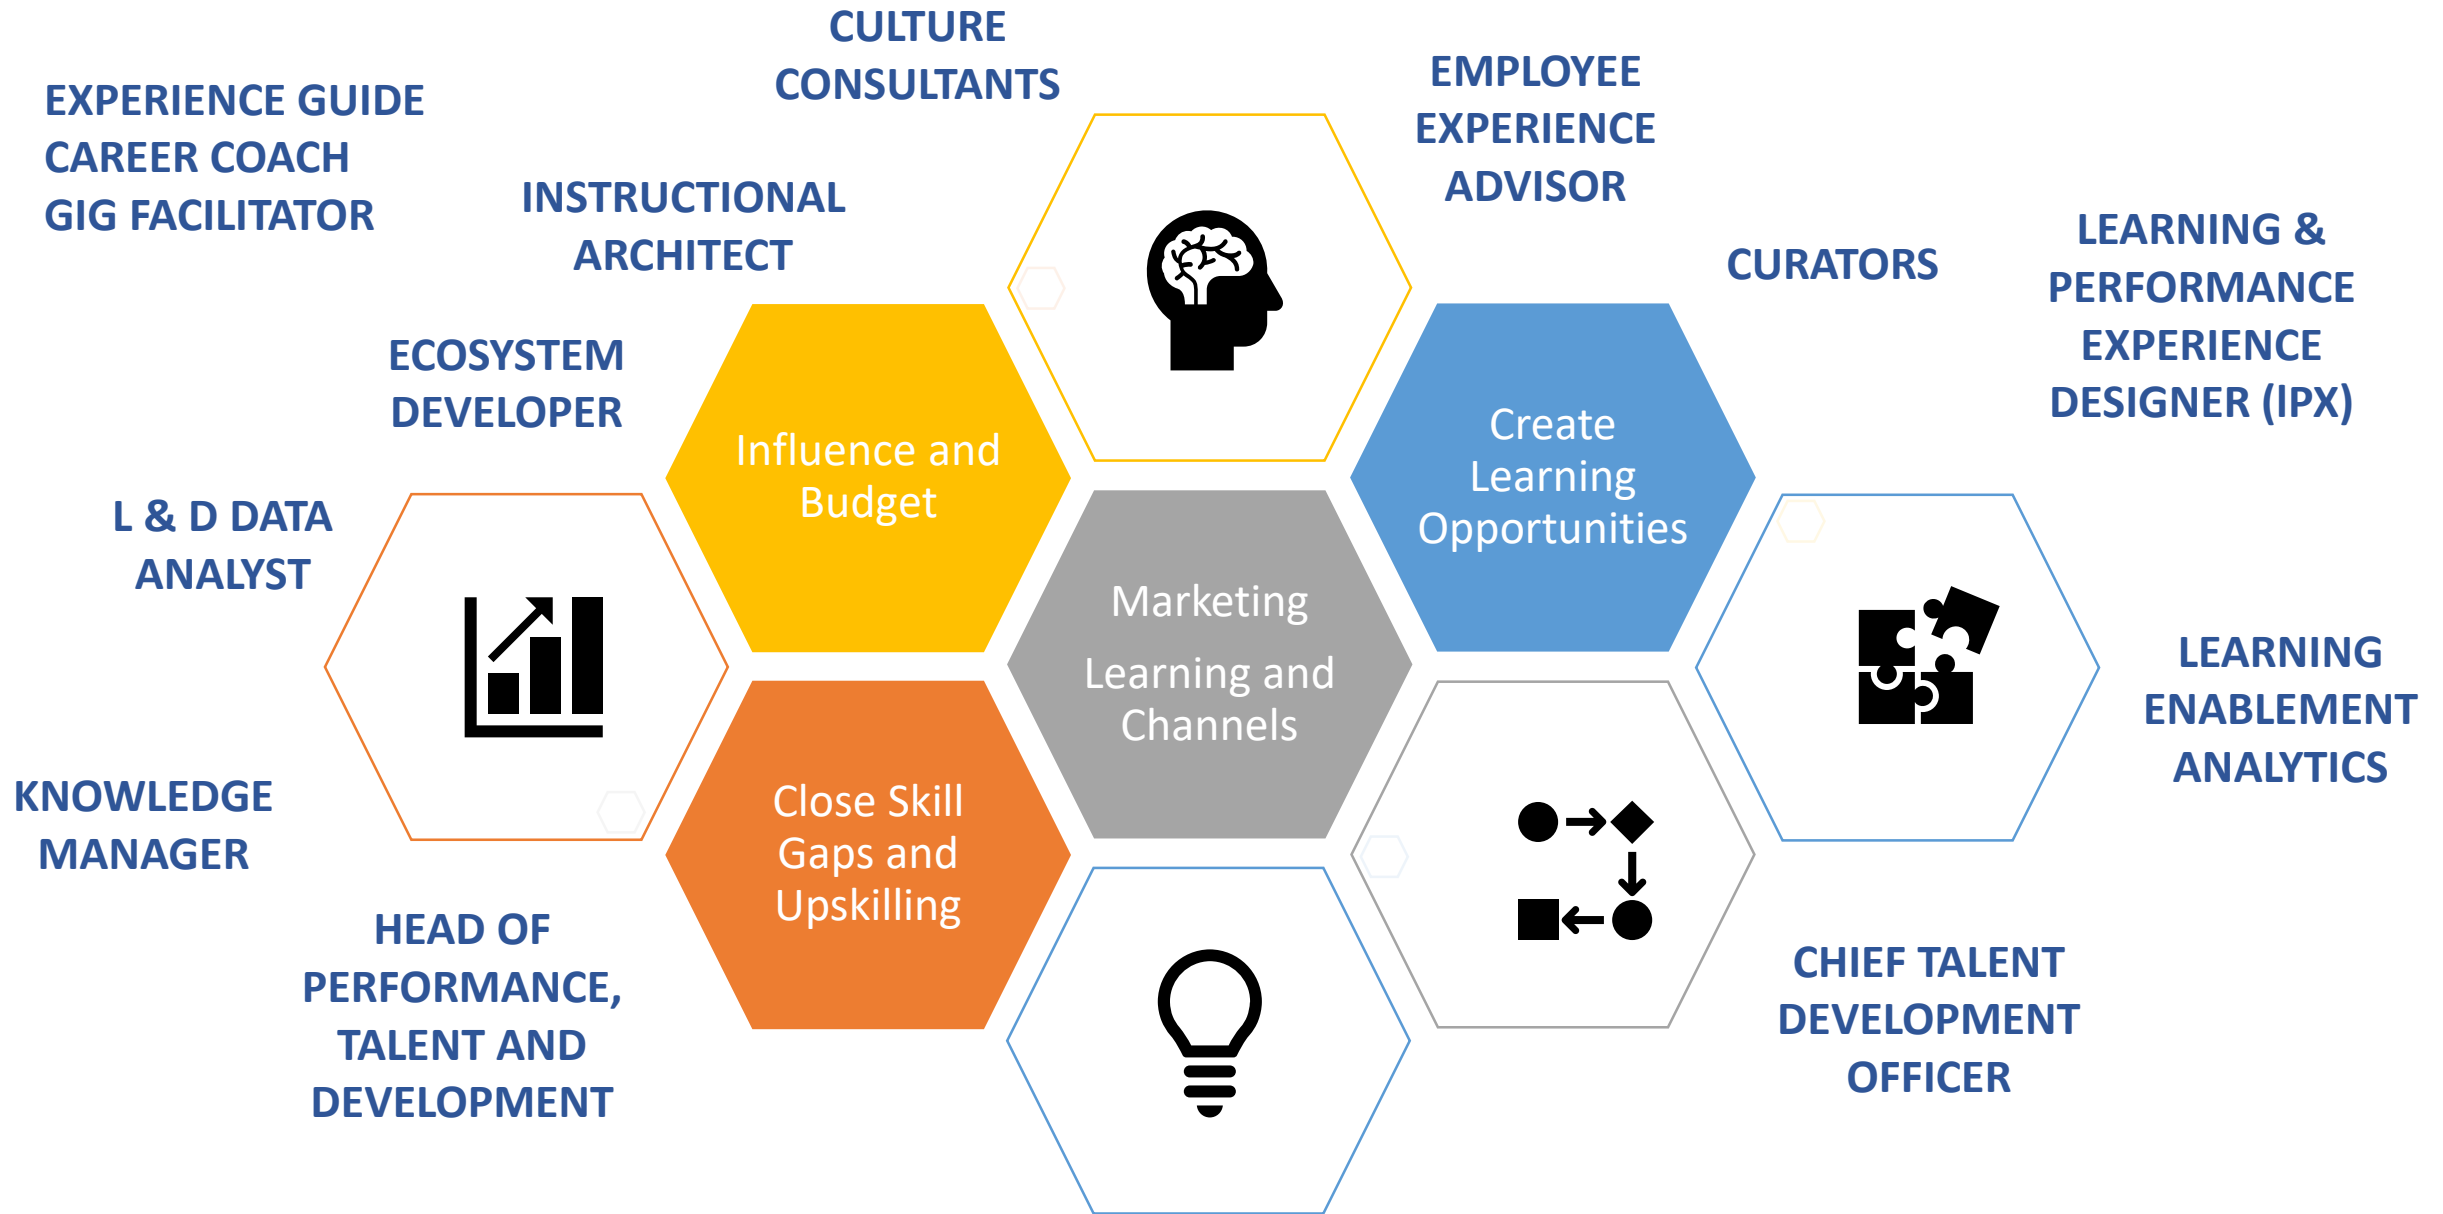 CULTURE
CONSULTANTS
EMPLOYEE
EXPERIENCE
ADVISOR
EXPERIENCE GUIDE
CAREER COACH
GIG FACILITATOR
INSTRUCTIONAL
ARCHITECT
CURATORS
LEARNING &
PERFORMANCE
EXPERIENCE
DESIGNER (lPX)
ECOSYSTEM
DEVELOPER
Influence and
Budget
Create
Learning
Opportunities
L & D DATA
ANALYST
Marketing
Learning and
Channels
LEARNING
ENABLEMENT
ANALYTICS
KNOWLEDGE
MANAGER
Close Skill
Gaps and
Upskilling
HEAD OF
PERFORMANCE,
TALENT AND
DEVELOPMENT
CHIEF TALENT
DEVELOPMENT
OFFICER